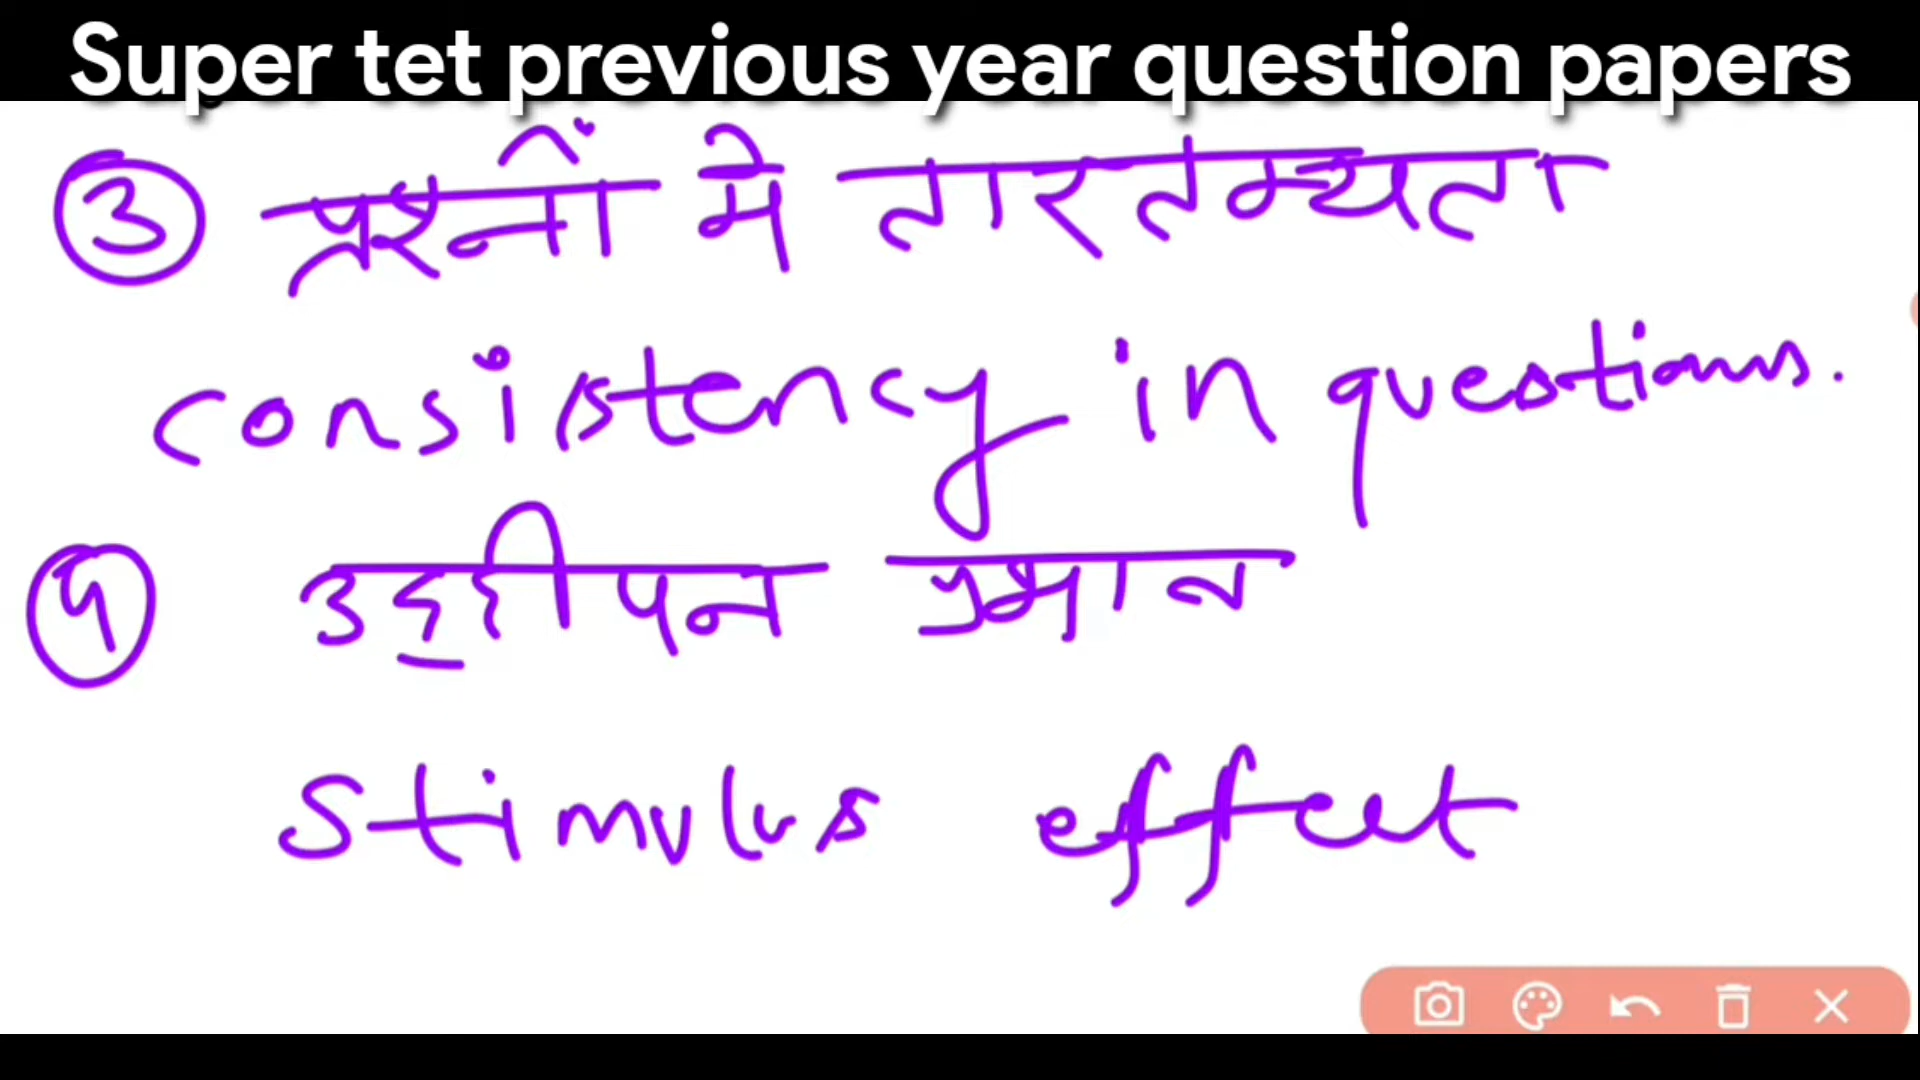 Super tet previous year question papers
③ प्रश्नों में तारतम्यता
consistency in questions.
④ उद्दीपन प्रभाव
Stimulus effect